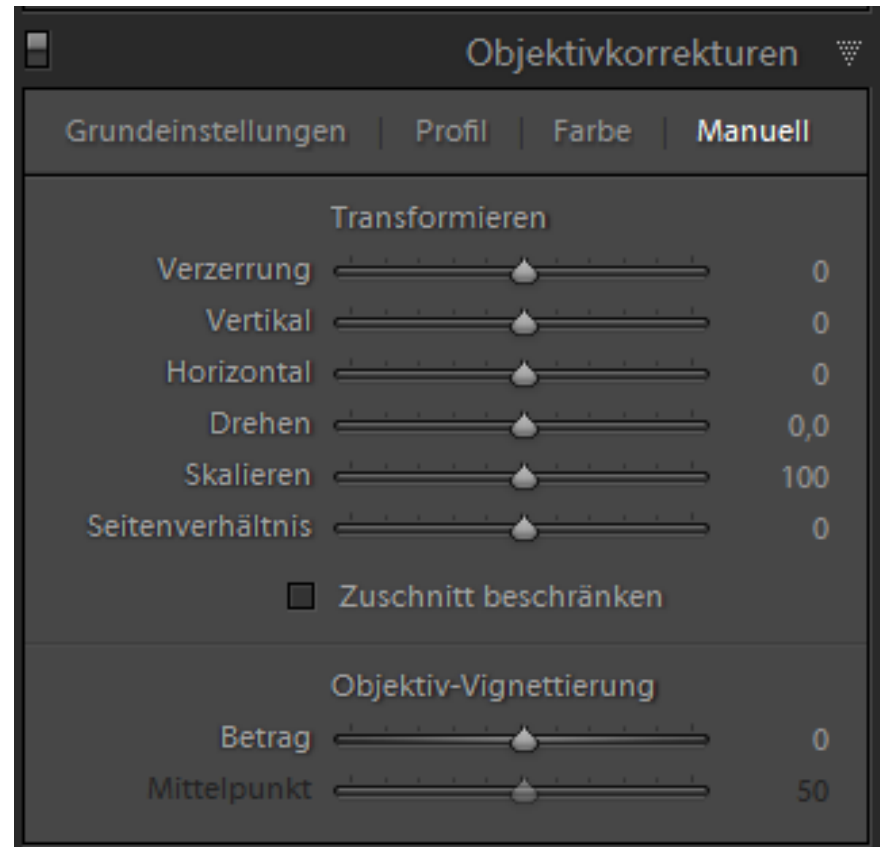 Objektivkorrekturen
Grundeinstellungen | Profil | Farbe | Manuell
Transformieren
Verzerrung 0
Vertikal 0
Horizontal 0
Drehen 0,0
Skalieren 100
Seitenverhältnis 0
Zuschnitt beschränken
Objektiv-Vignettierung
Betrag 0
Mittelpunkt 50